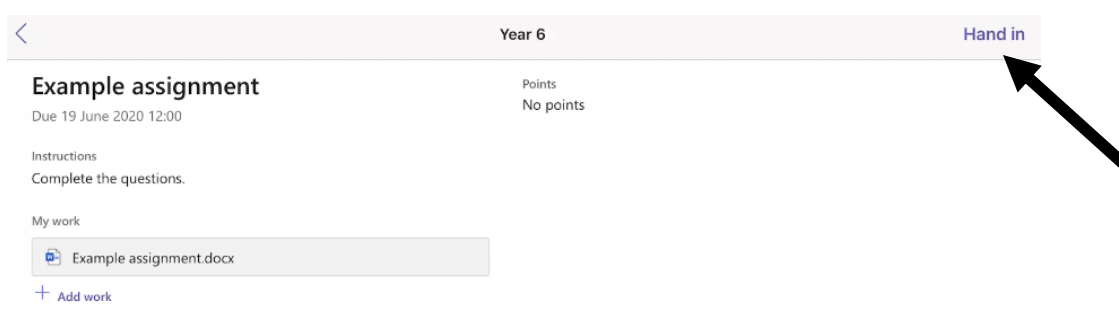 Year 6
Hand in
Example assignment
Due 19 June 2020 12:00
Points
No points
Instructions
Complete the questions.
My work
Example assignment.docx
Add work